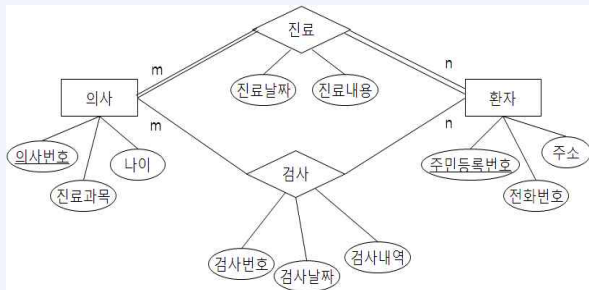 진료
m
n
진료날짜
진료내용
의사
환자
m
n
의사번호
나이
진료과목
검사
주민등록번호
주소
전화번호
검사번호
검사날짜
검사내역